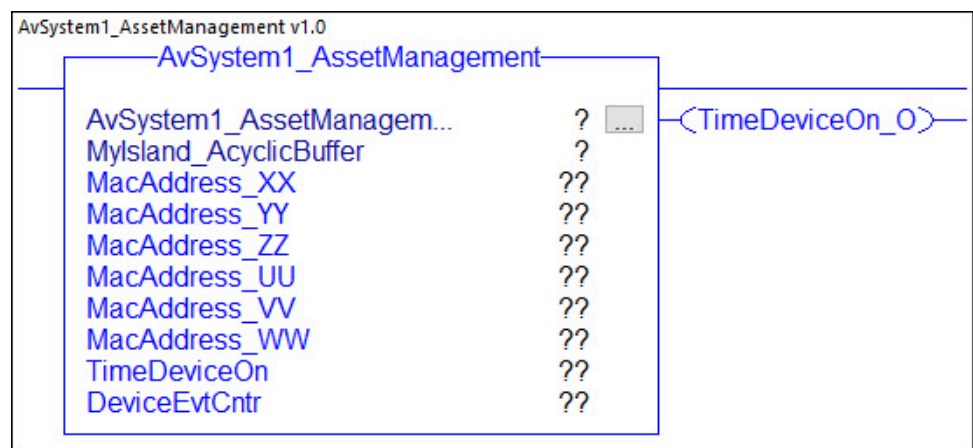 AvSystem1_AssetManagement v1.0
AvSystem1_AssetManagement
AvSystem1_AssetManagem... ? ... TimeDeviceOn_O
MyIsland_AcyclicBuffer ?
MacAddress_XX ??
MacAddress_YY ??
MacAddress_ZZ ??
MacAddress_UU ??
MacAddress_VV ??
MacAddress_WW ??
TimeDeviceOn ??
DeviceEvtCntr ??